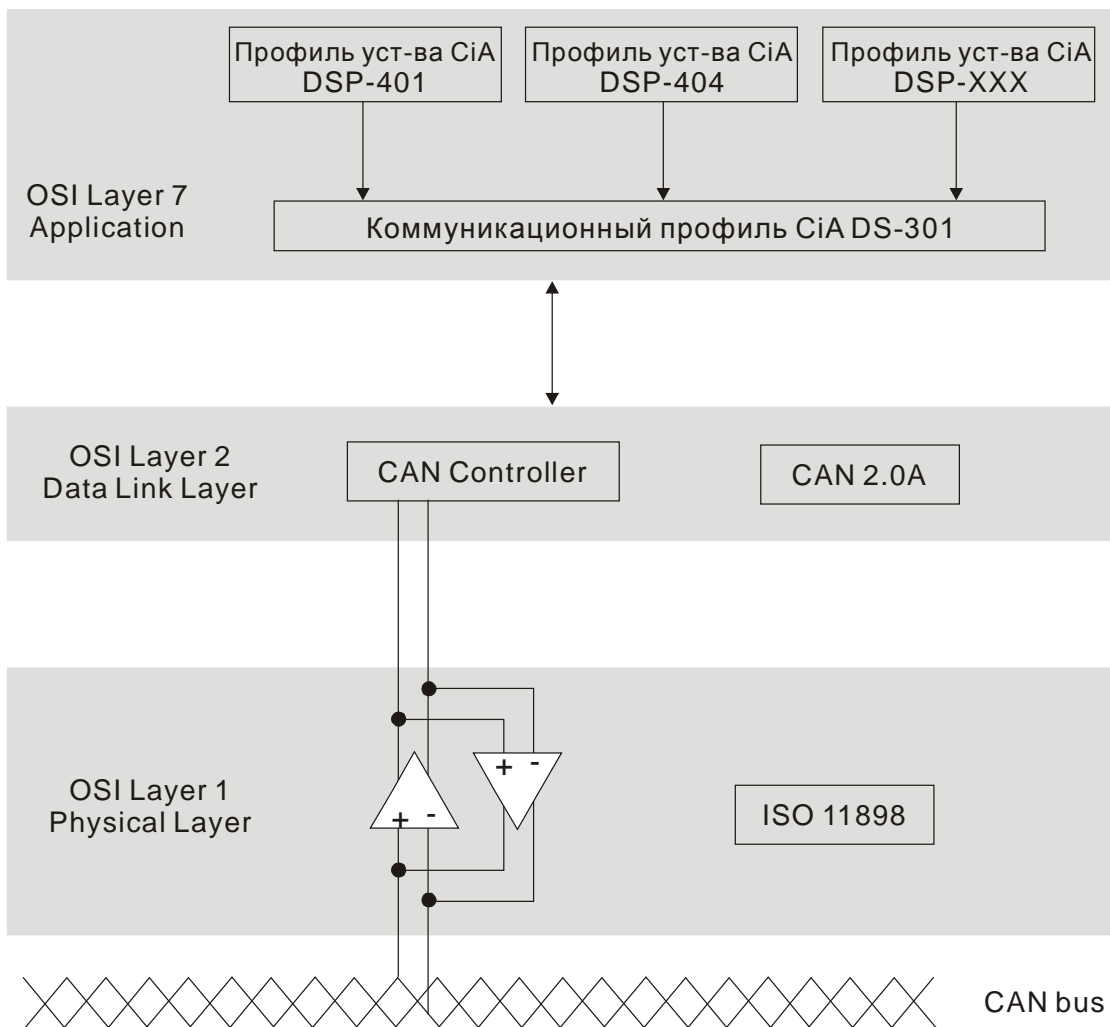 Профиль уст-ва CiA
DSP-401
Профиль уст-ва CiA
DSP-404
Профиль уст-ва CiA
DSP-XXX
OSI Layer 7
Application
Коммуникационный профиль CiA DS-301
OSI Layer 2
Data Link Layer
CAN Controller
CAN 2.0A
OSI Layer 1
Physical Layer
+ -
+ -
ISO 11898
CAN bus